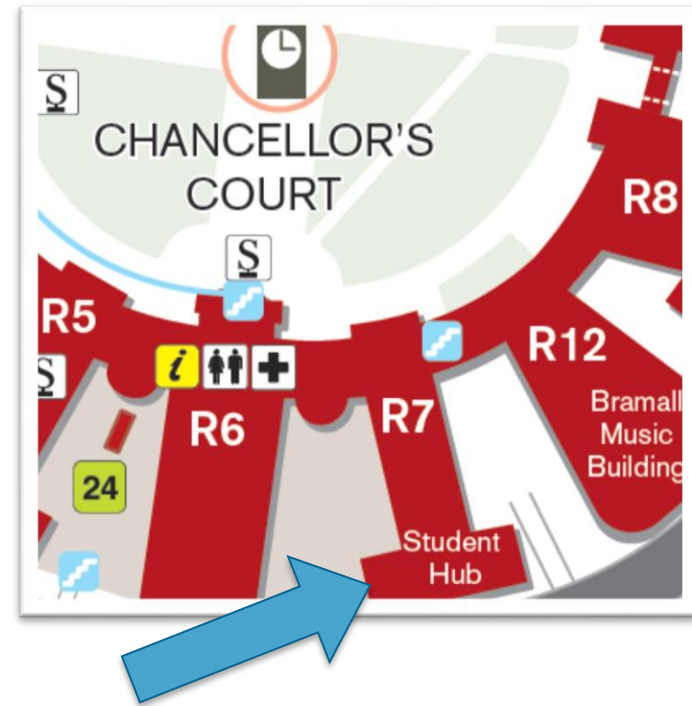 S
CHANCELLOR'S
COURT
S
R8
R5
S
i
R6
R7
R12
Bramall
Music
Building
24
Student
Hub